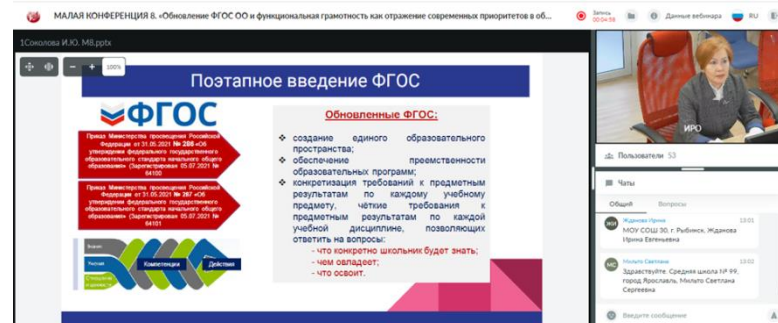 МАЛАЯ КОНФЕРЕНЦИЯ 8. «Обновление ФГОС ОО и функциональная грамотность как отражение современных приоритетов в об...
Запись
00:54:56
Данные вебинара
RU
1Соколова И.Ю. М8.pptx
100%
Поэтапное введение ФГОС
ФГОС
Приказ Министерства просвещения Российской
Федерации от 31.05.2021 № 286 «Об
утверждении федерального государственного
образовательного стандарта начального общего
образования» (Зарегистрирован 05.07.2021 №
64100
Приказ Министерства просвещения Российской
Федерации от 31.05.2021 № 287 «Об
утверждении федерального государственного
образовательного стандарта начального общего
образования» (Зарегистрирован 05.07.2021 №
64101
Знания
Умения
Компетенции
Действия
Обновленные ФГОС:
❖ создание единого образовательного
пространства;
❖ обеспечение преемственности
образовательных программ;
❖ конкретизация требований к предметным
результатам по каждому учебному
предмету, чёткие требования к
предметным результатам по каждой
учебной дисциплине, позволяющих
ответить на вопросы:
- что конкретно школьник будет знать;
- чем овладеет;
- что освоит.
ИРО
Пользователи 53
Чаты
Общий Вопросы
ЖИ
Жданова Ирина 13:01
МОУ СОШ 30, г. Рыбинск, Жданова
Ирина Евгеньевна
МС
Мильто Светлана 13:02
Здравствуйте. Средняя школа № 99,
город Ярославль, Мильто Светлана
Сергеевна
Введите сообщение